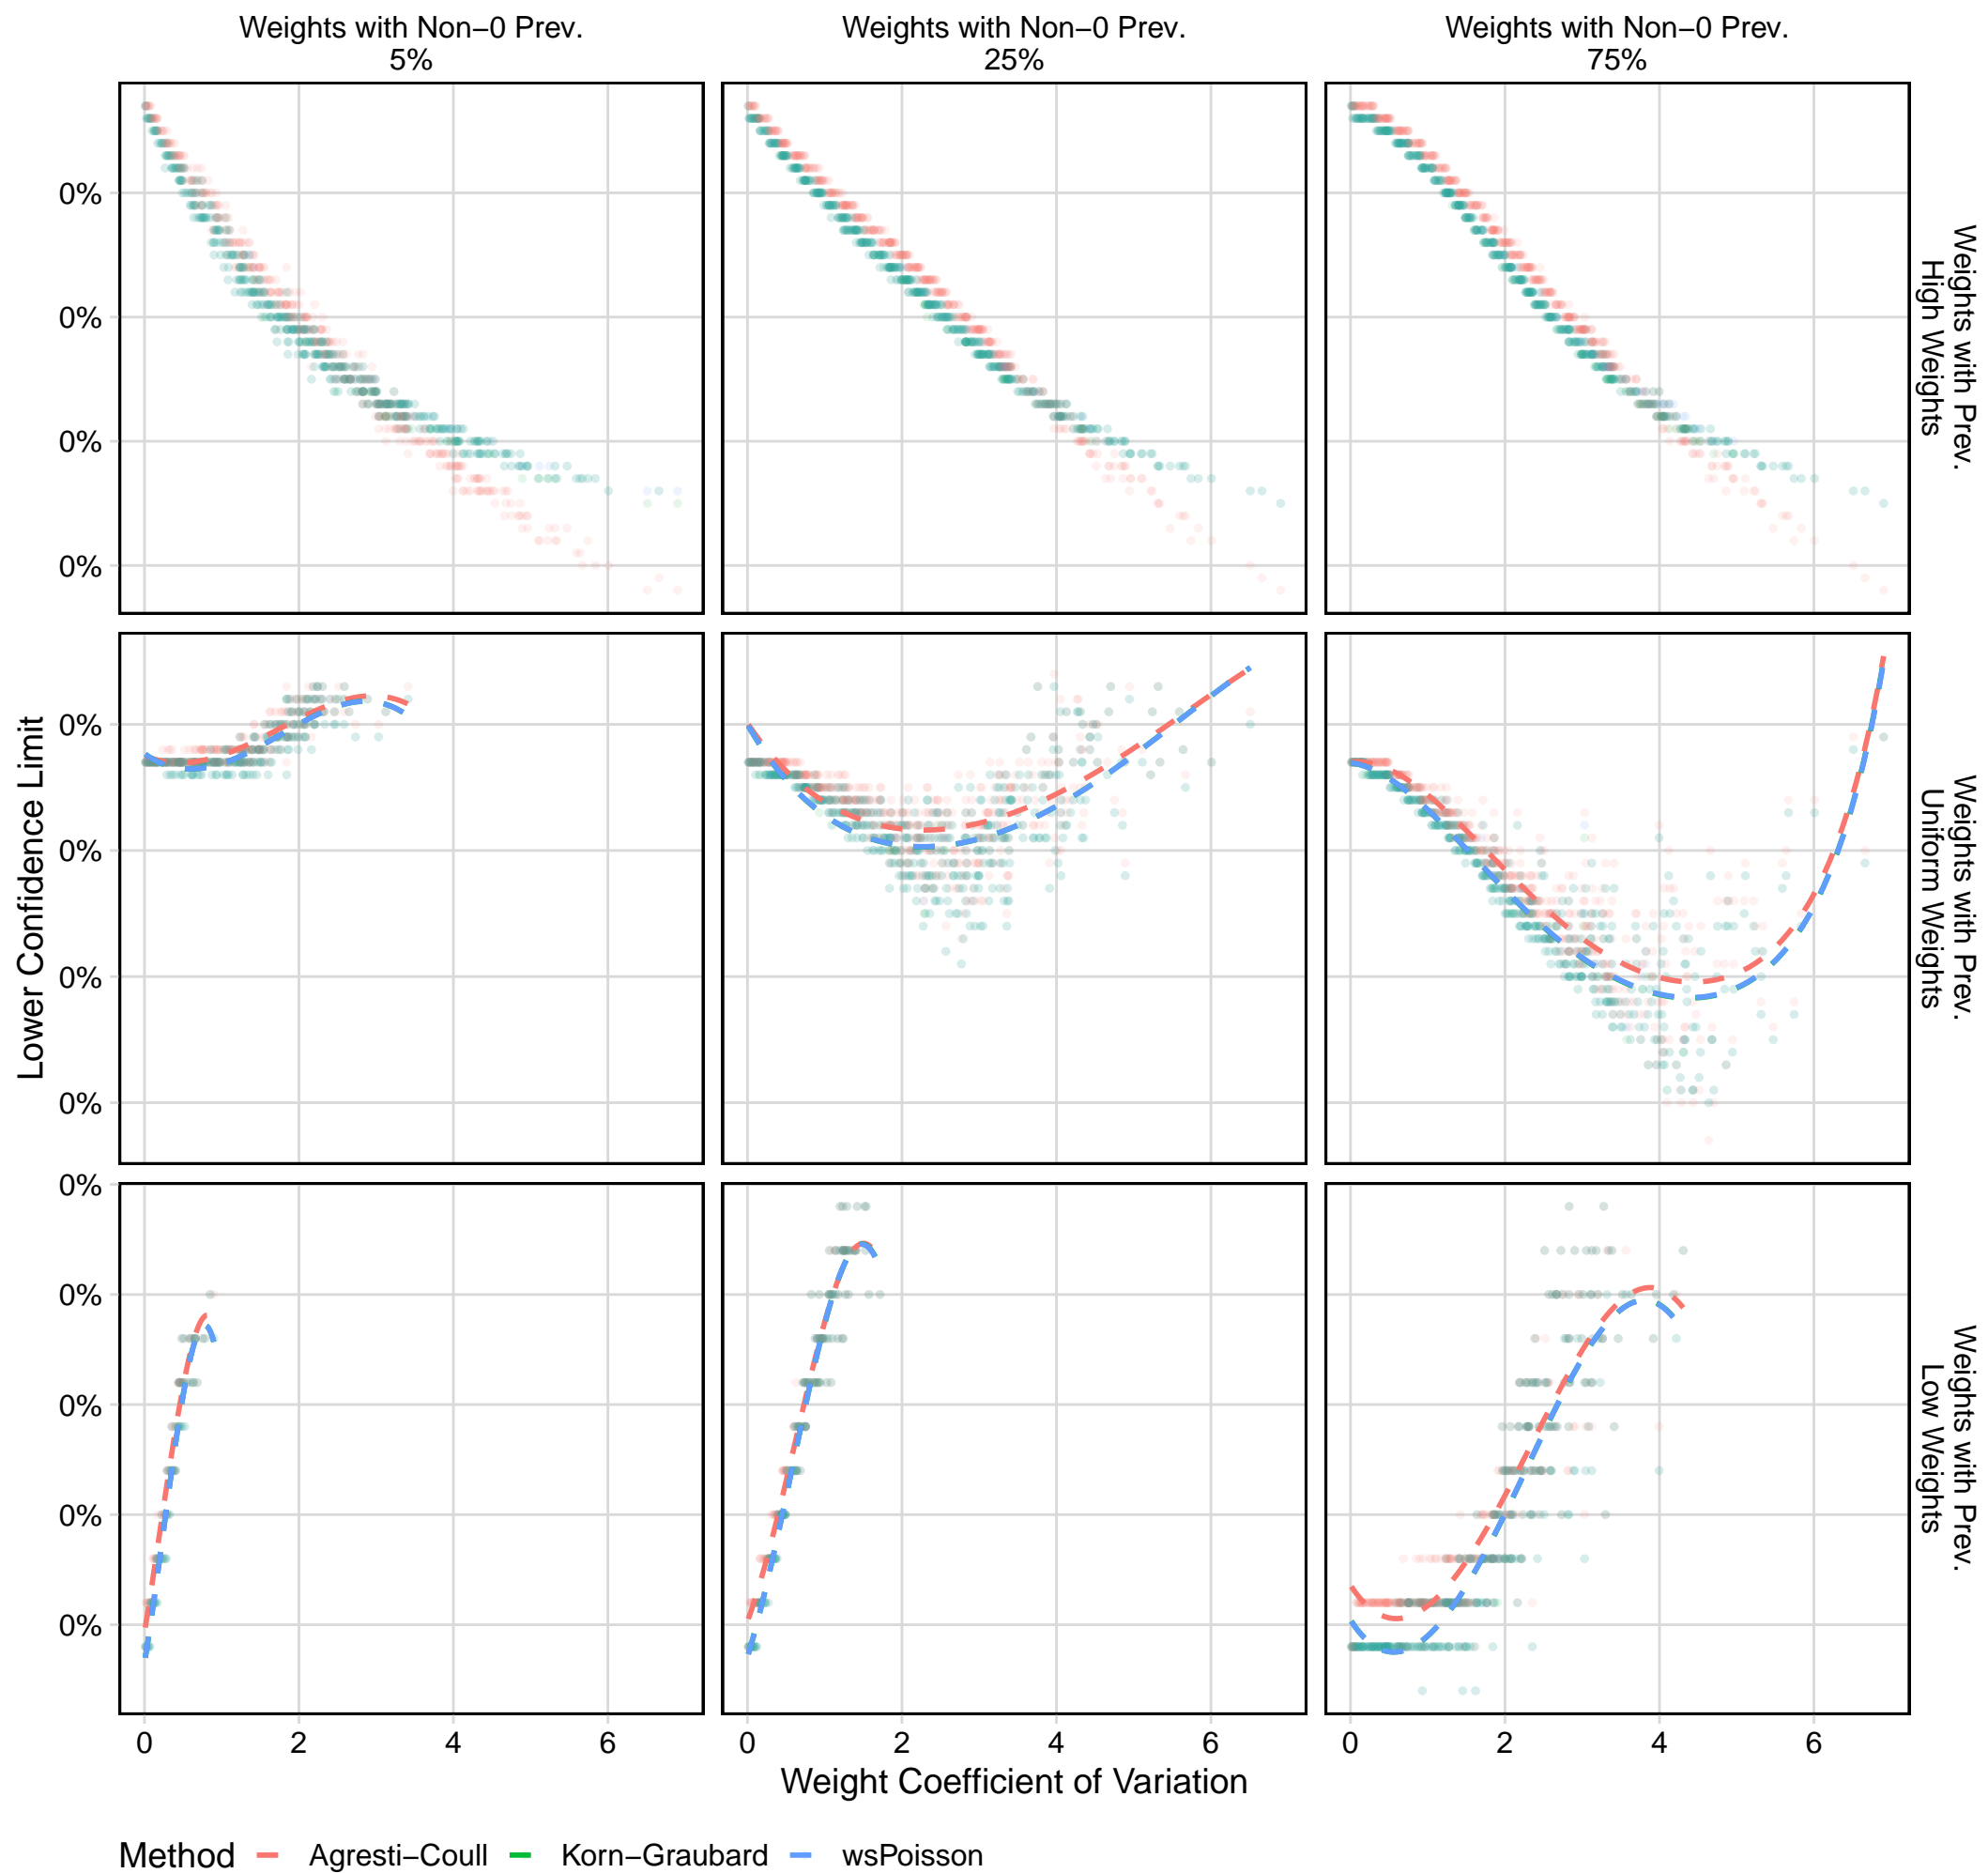 Weights with Non−0 Prev.
5%
Weights with Non−0 Prev.
25%
Weights with Non−0 Prev.
75%
0%
0%
0%
0%
Weights with Prev.
High Weights
Lower Confidence Limit
0%
0%
0%
0%
Weights with Prev.
Uniform Weights
0%
0%
0%
0%
0%
Weights with Prev.
Low Weights
0 2 4 6
0 2 4 6
0 2 4 6
Weight Coefficient of Variation
Method Agresti−Coull Korn−Graubard wsPoisson